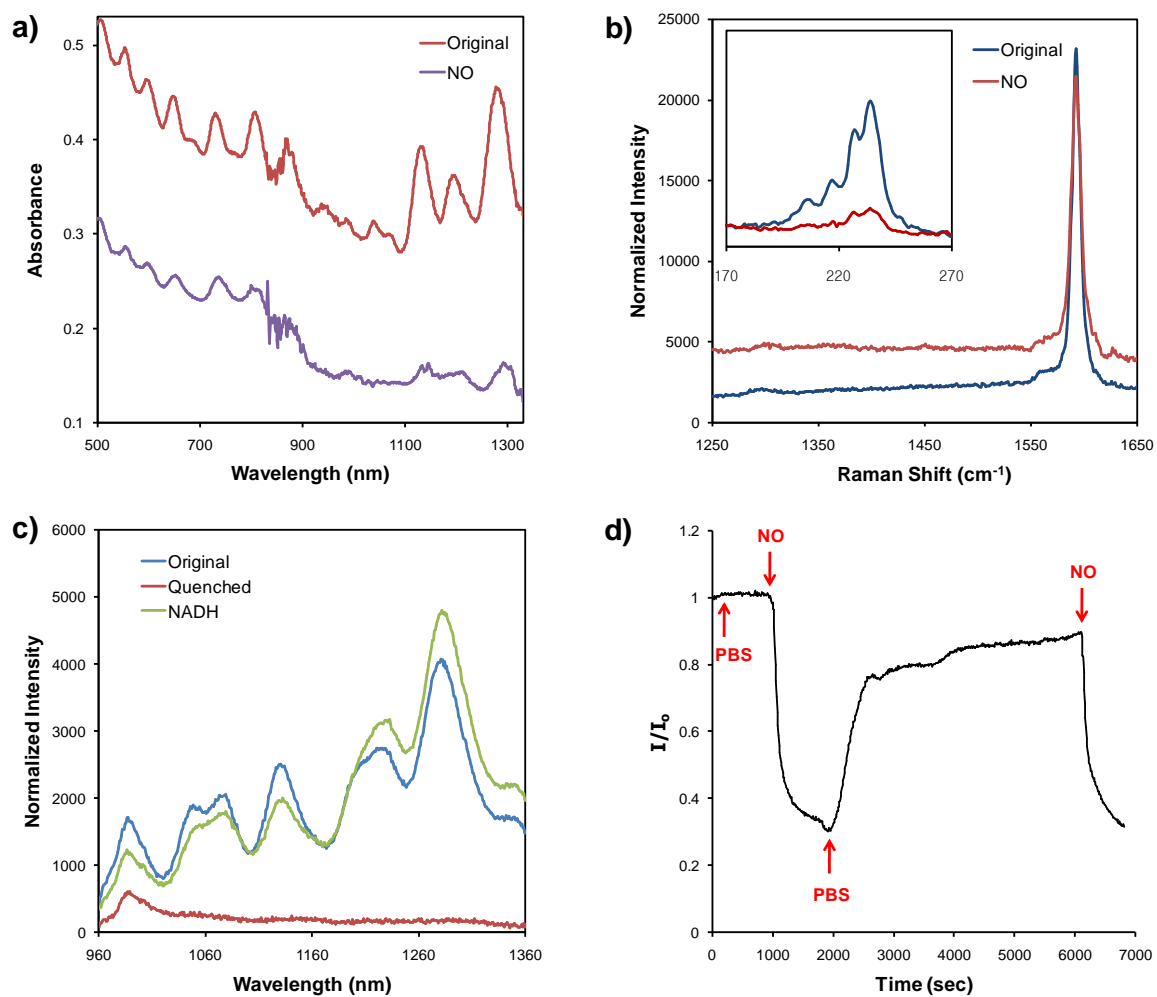 a)
0.5
0.4
0.3
0.2
0.1
Absorbance
Original
NO
500
700
900
1100
1300
Wavelength (nm)
b)
25000
20000
15000
10000
5000
0
Normalized Intensity
Original
NO
170
220
270
1250
1350
1450
1550
1650
Raman Shift (cm-1)
c)
6000
5000
4000
3000
2000
1000
0
Normalized Intensity
Original
Quenched
NADH
960
1060
1160
1260
1360
Wavelength (nm)
d)
1.2
1
0.8
0.6
0.4
0.2
0
I/Io
NO
NO
PBS
PBS
0
1000
2000
3000
4000
5000
6000
7000
Time (sec)